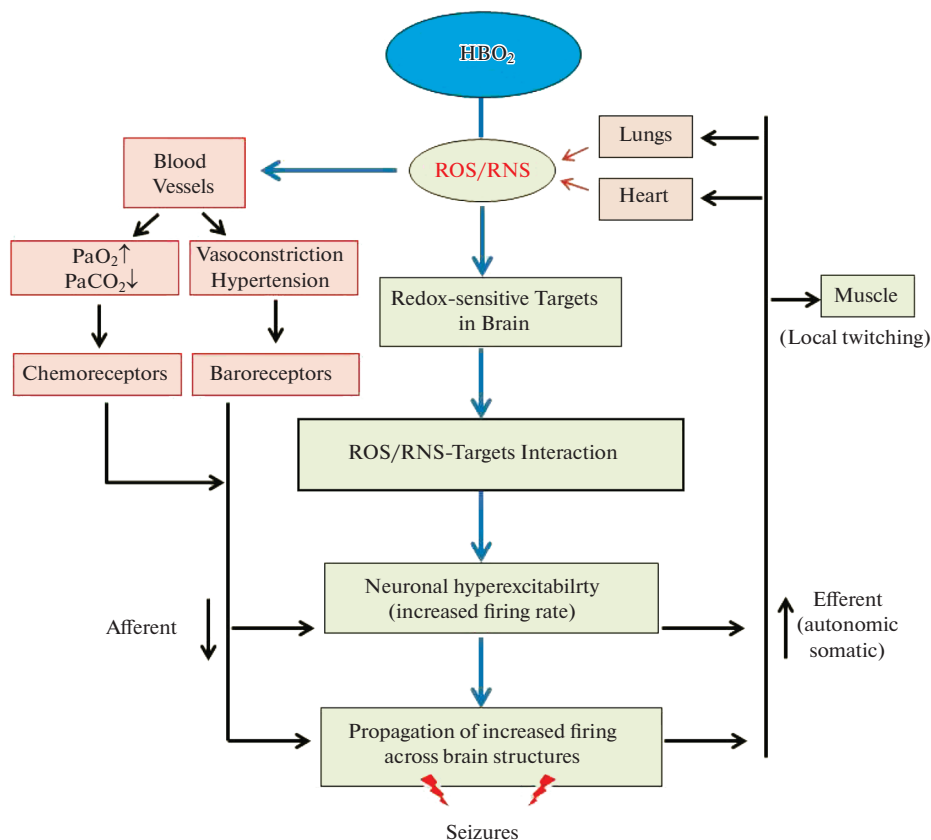 HBO₂
Lungs
ROS/RNS
Heart
Blood
Vessels
PaO₂↑
PaCO₂↓
Vasoconstriction
Hypertension
Redox-sensitive Targets
in Brain
Muscle
(Local twitching)
Chemoreceptors
Baroreceptors
ROS/RNS-Targets Interaction
Neuronal hyperexcitabilrty
(increased firing rate)
Afferent
Efferent
(autonomic
somatic)
Propagation of increased firing
across brain structures
Seizures